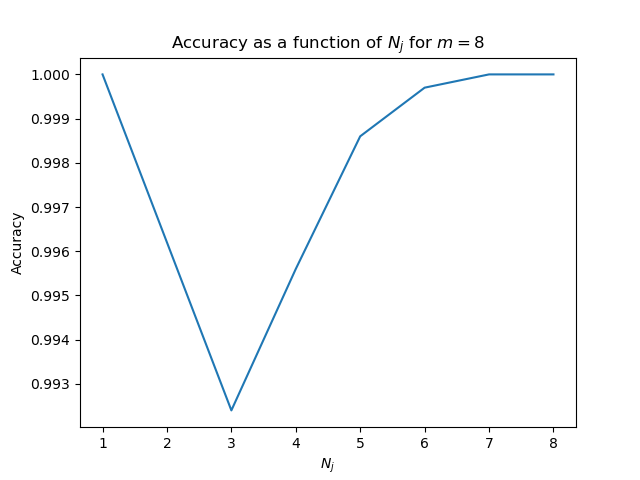 Accuracy as a function of $N_j$ for $m = 8$
1.000
0.999
0.998
0.997
0.996
0.995
0.994
0.993
Accuracy
1 2 3 4 5 6 7 8
$N_j$